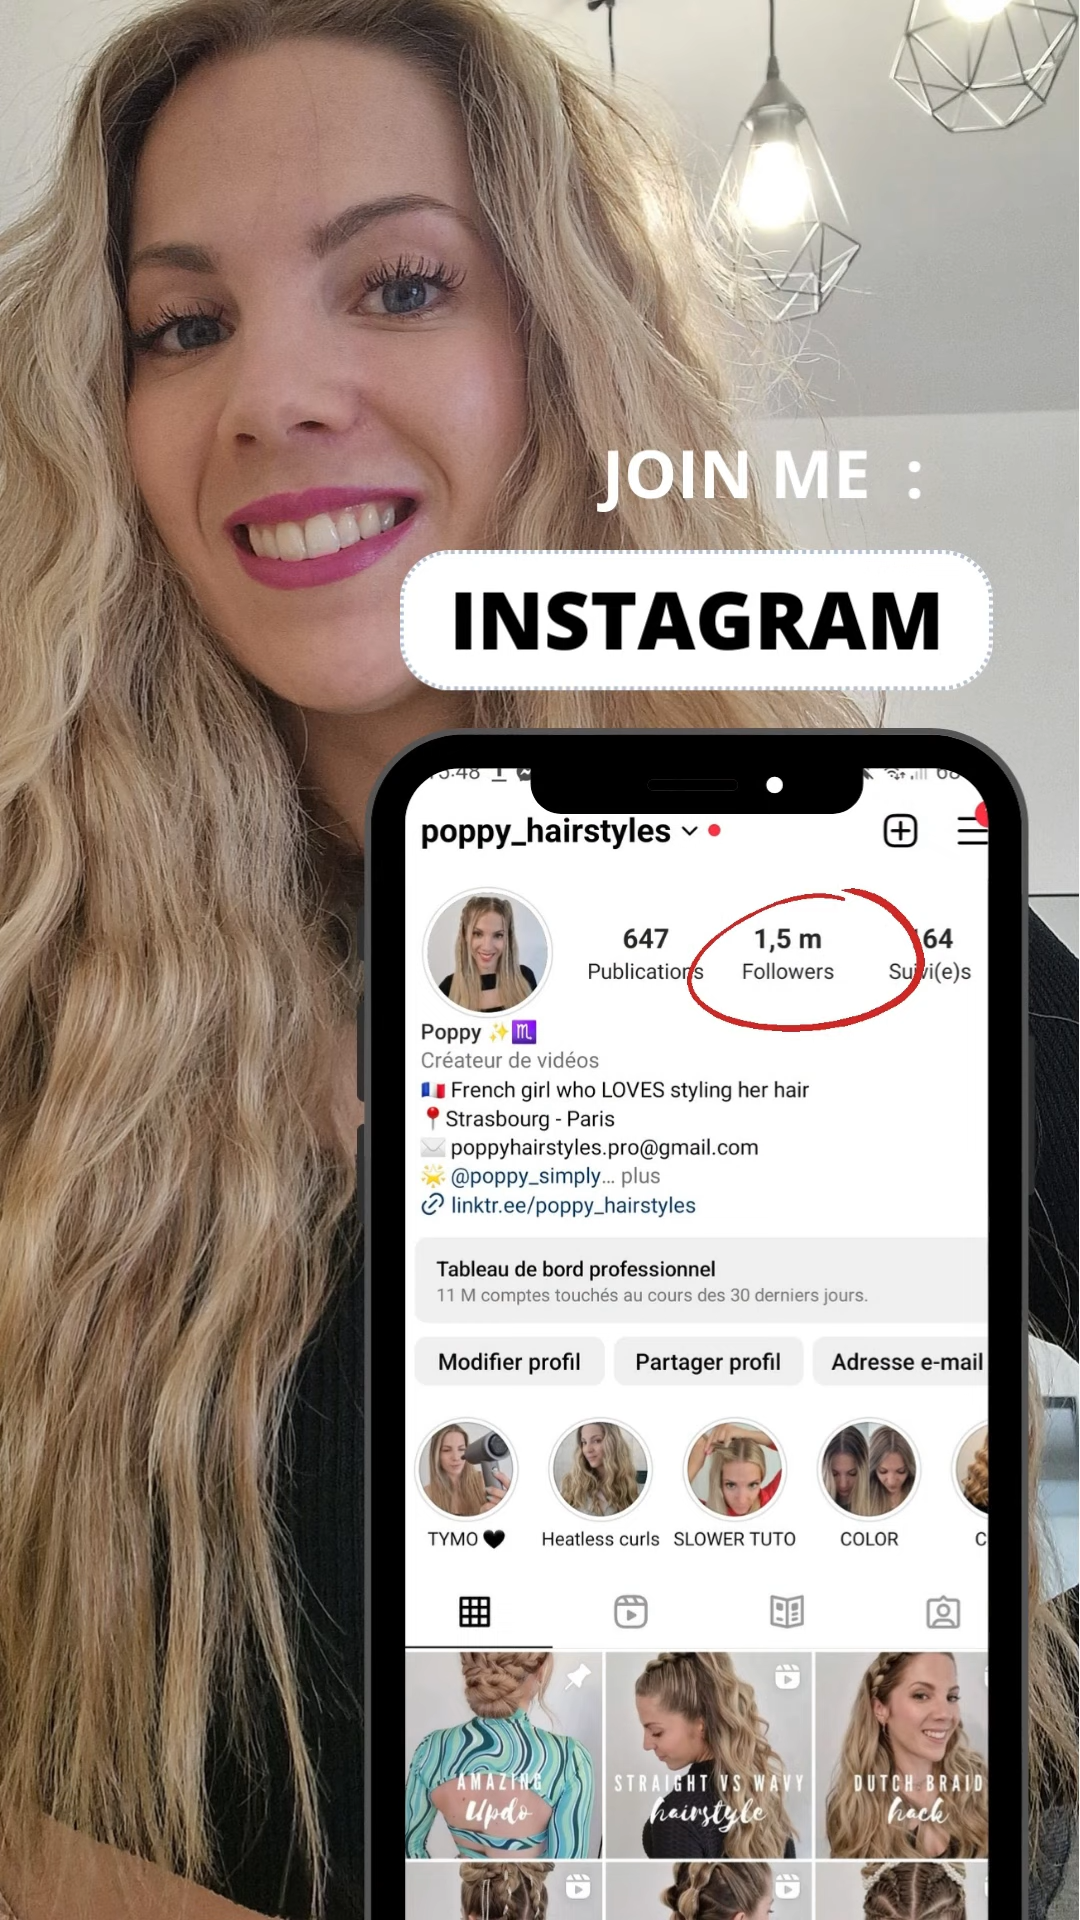 JOIN ME :
INSTAGRAM
poppy_hairstyles
647
1,5 m
164
Publications
Followers
Suivi(e)s
Poppy ✨♏
Créateur de vidéos
🇫🇷 French girl who LOVES styling her hair
📍Strasbourg - Paris
✉️ poppyhairstyles.pro@gmail.com
🌟 @poppy_simply... plus
linktr.ee/poppy_hairstyles
Tableau de bord professionnel
11 M comptes touchés au cours des 30 derniers jours.
Modifier profil
Partager profil
Adresse e-mail
TYMO 🖤
Heatless curls
SLOWER TUTO
COLOR
C
AMAZING
Updo
STRAIGHT VS WAVY
hairstyle
DUTCH BRAID
hack